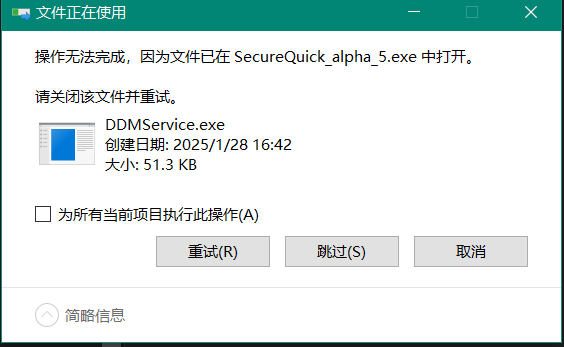 文件正在使用
操作无法完成，因为文件已在 SecureQuick_alpha_5.exe 中打开。
请关闭该文件并重试。
DDMService.exe
创建日期: 2025/1/28 16:42
大小: 51.3 KB
为所有当前项目执行此操作(A)
重试(R)
跳过(S)
取消
简略信息